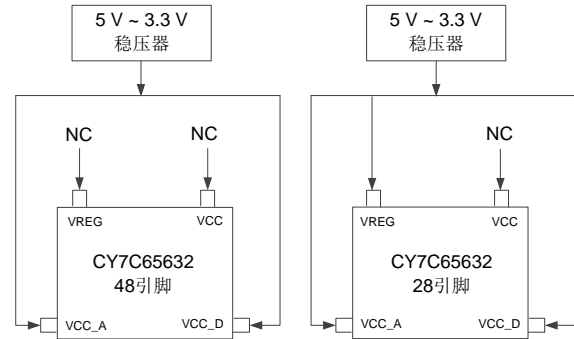 5 V ~ 3.3 V
稳压器
NC
NC
VREG
VCC
CY7C65632
48引脚
VCC_A
VCC_D
5 V ~ 3.3 V
稳压器
NC
VREG
VCC
CY7C65632
28引脚
VCC_A
VCC_D